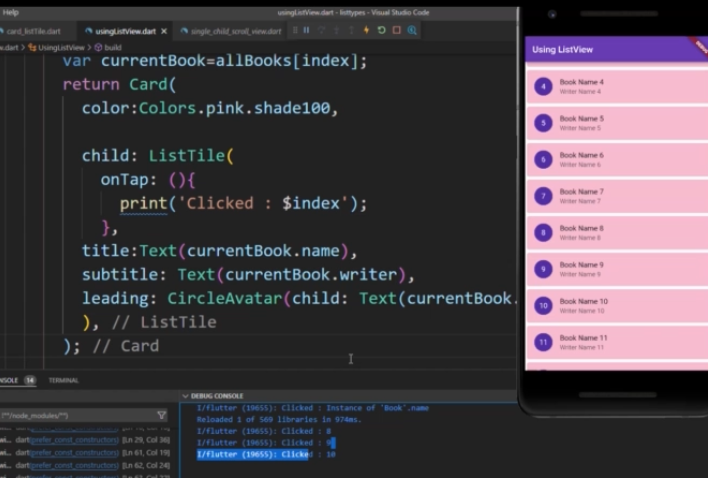 Help
usingListView.dart - listtypes - Visual Studio Code
card_listTile.dart
usingListView.dart
single_child_scroll_view.dart
w.dart > UsingListView > build
var currentBook=allBooks[index];
return Card(
color:Colors.pink.shade100,
child: ListTile(
onTap: (){
print('Clicked : $index');
},
title:Text(currentBook.name),
subtitle: Text(currentBook.writer),
leading: CircleAvatar(child: Text(currentBook.
), // ListTile
); // Card
NSOLE 14 TERMINAL
/**/node_modules/**)
dart(prefer_const_constructors) [Ln 29, Col 36]
wi... dart(prefer_const_constructors) [Ln 61, Col 19]
wi... dart(prefer_const_constructors) [Ln 62, Col 24]
DEBUG CONSOLE
I/flutter (19655): Clicked : Instance of 'Book'.name
Reloaded 1 of 569 libraries in 974ms.
I/flutter (19655): Clicked : 8
I/flutter (19655): Clicked : 9
I/flutter (19655): Clicked : 10
Using ListView
4 Book Name 4
Writer Name 4
5 Book Name 5
Writer Name 5
6 Book Name 6
Writer Name 6
7 Book Name 7
Writer Name 7
8 Book Name 8
Writer Name 8
9 Book Name 9
Writer Name 9
10 Book Name 10
Writer Name 10
11 Book Name 11
Writer Name 11